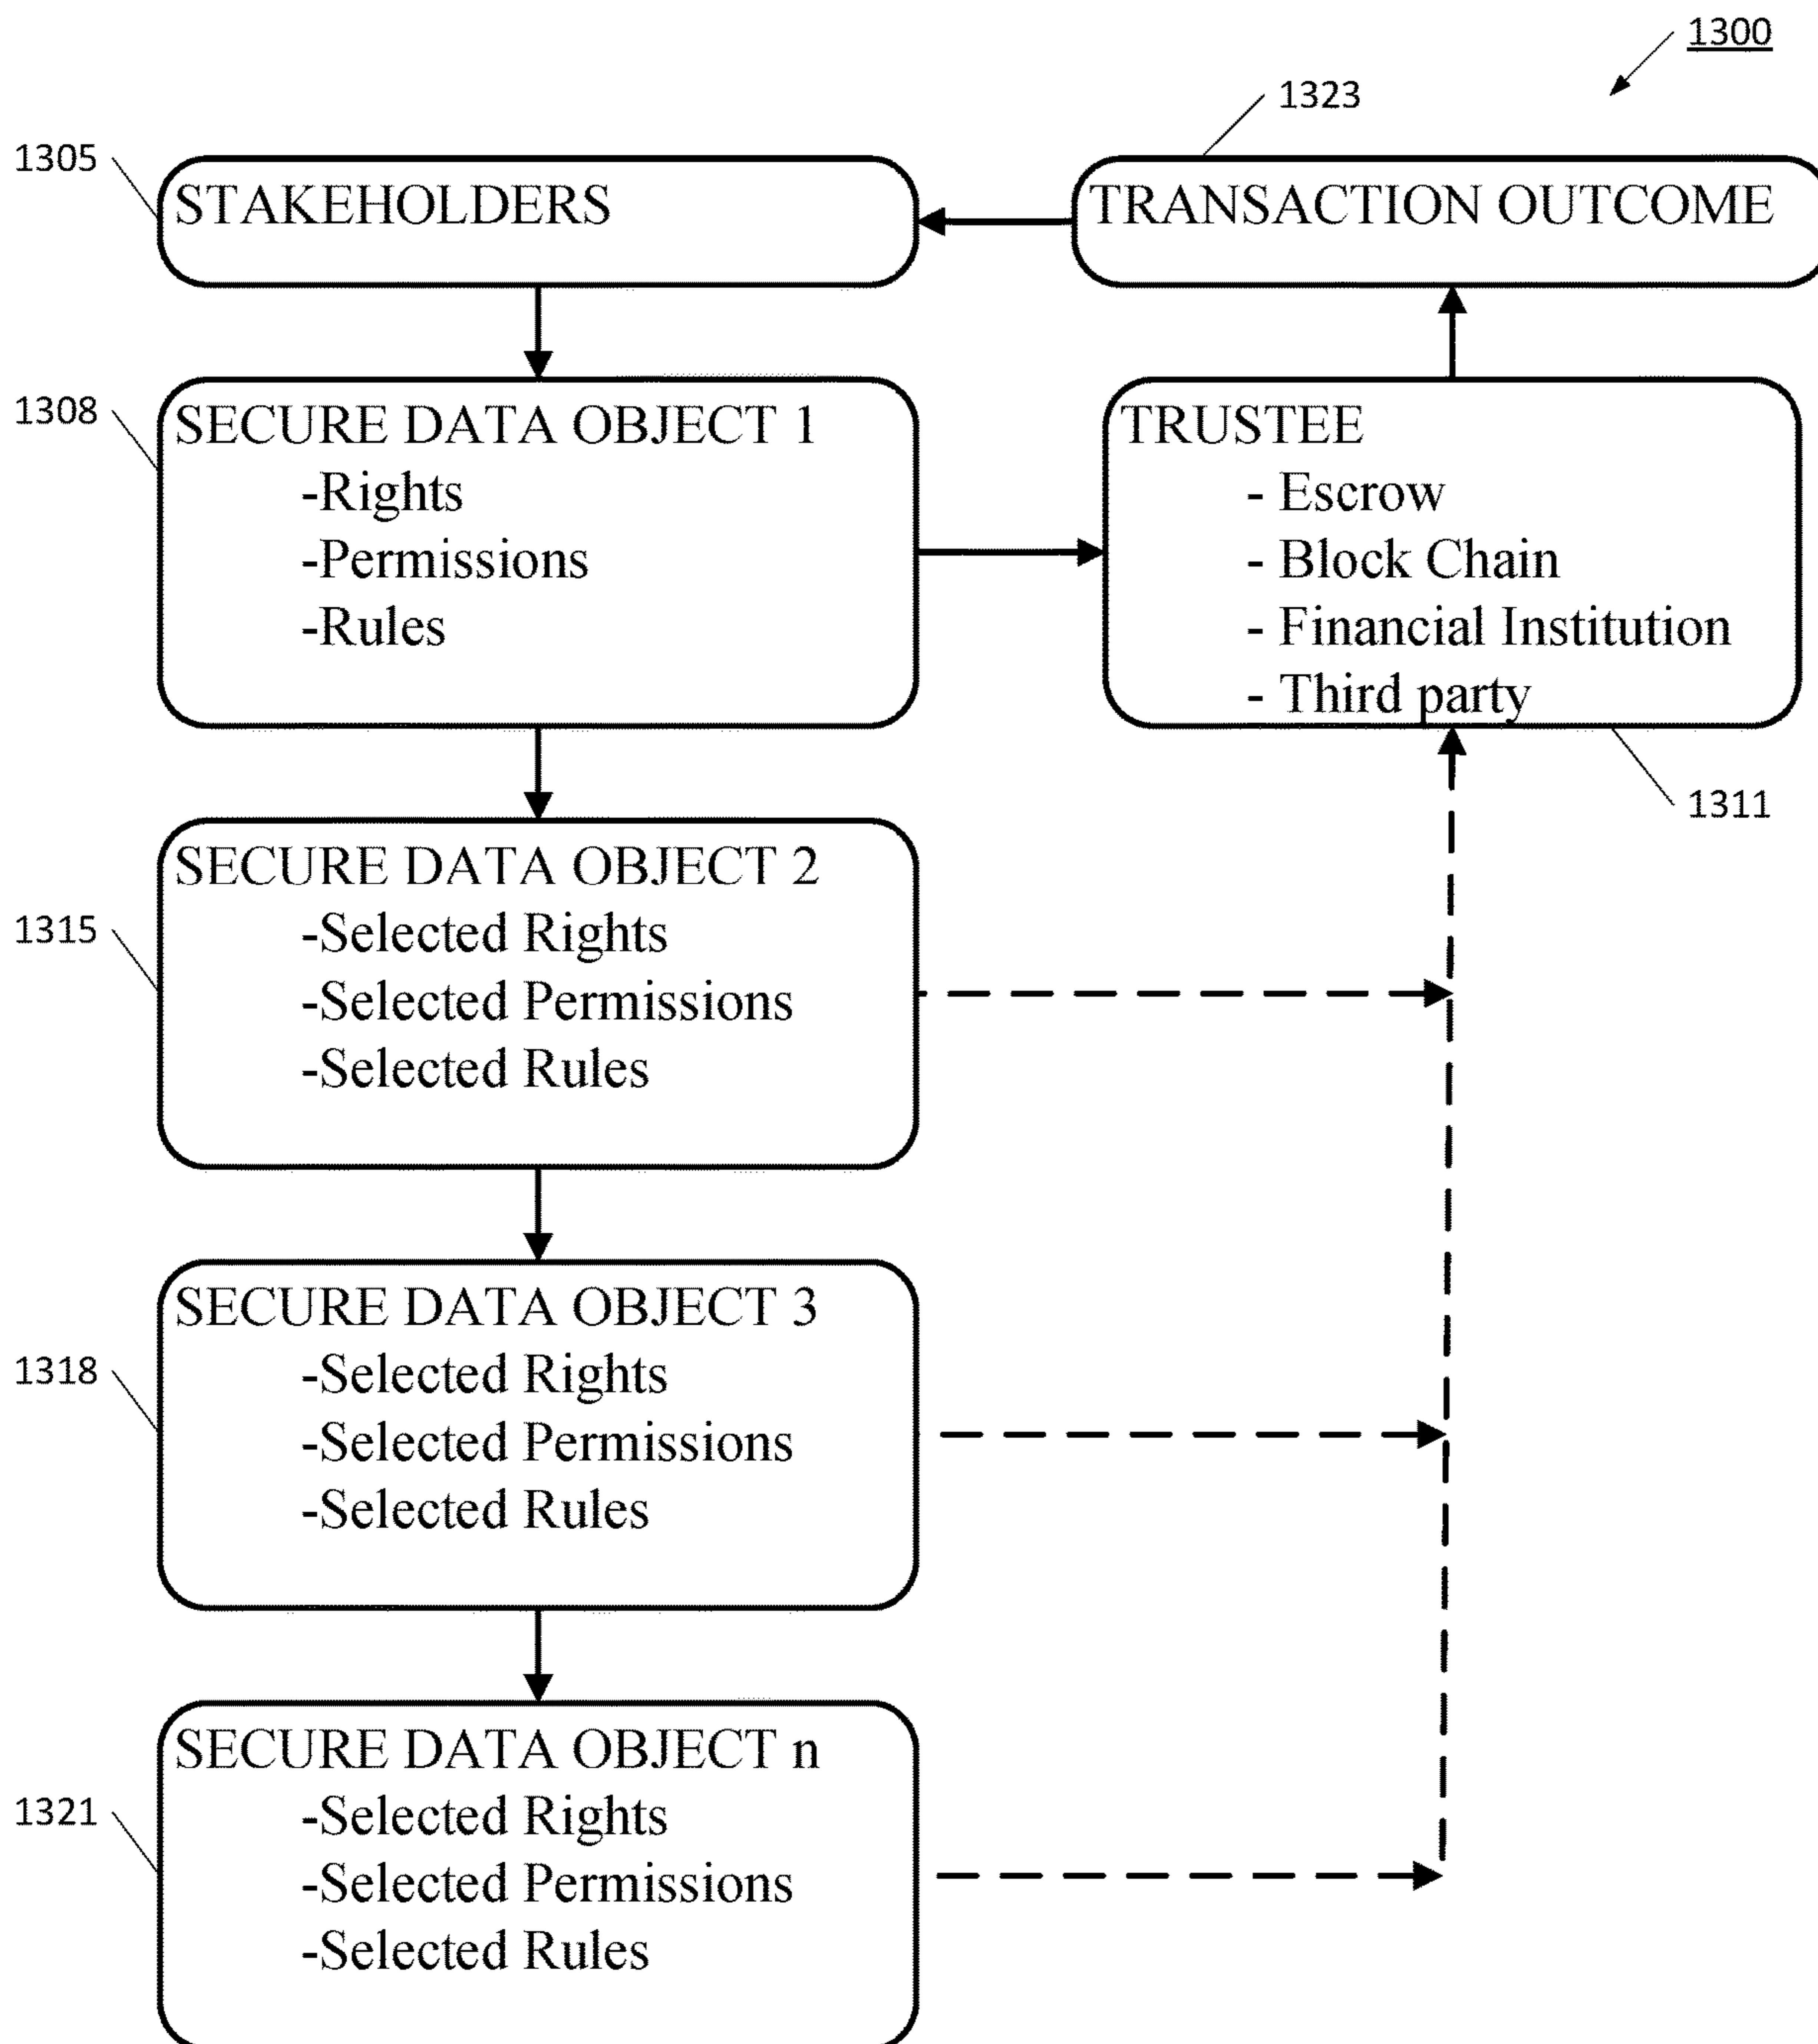 1300
1323
1305
STAKEHOLDERS
TRANSACTION OUTCOME
1308
SECURE DATA OBJECT 1
-Rights
-Permissions
-Rules
TRUSTEE
- Escrow
- Block Chain
- Financial Institution
- Third party
1311
1315
SECURE DATA OBJECT 2
-Selected Rights
-Selected Permissions
-Selected Rules
1318
SECURE DATA OBJECT 3
-Selected Rights
-Selected Permissions
-Selected Rules
1321
SECURE DATA OBJECT n
-Selected Rights
-Selected Permissions
-Selected Rules